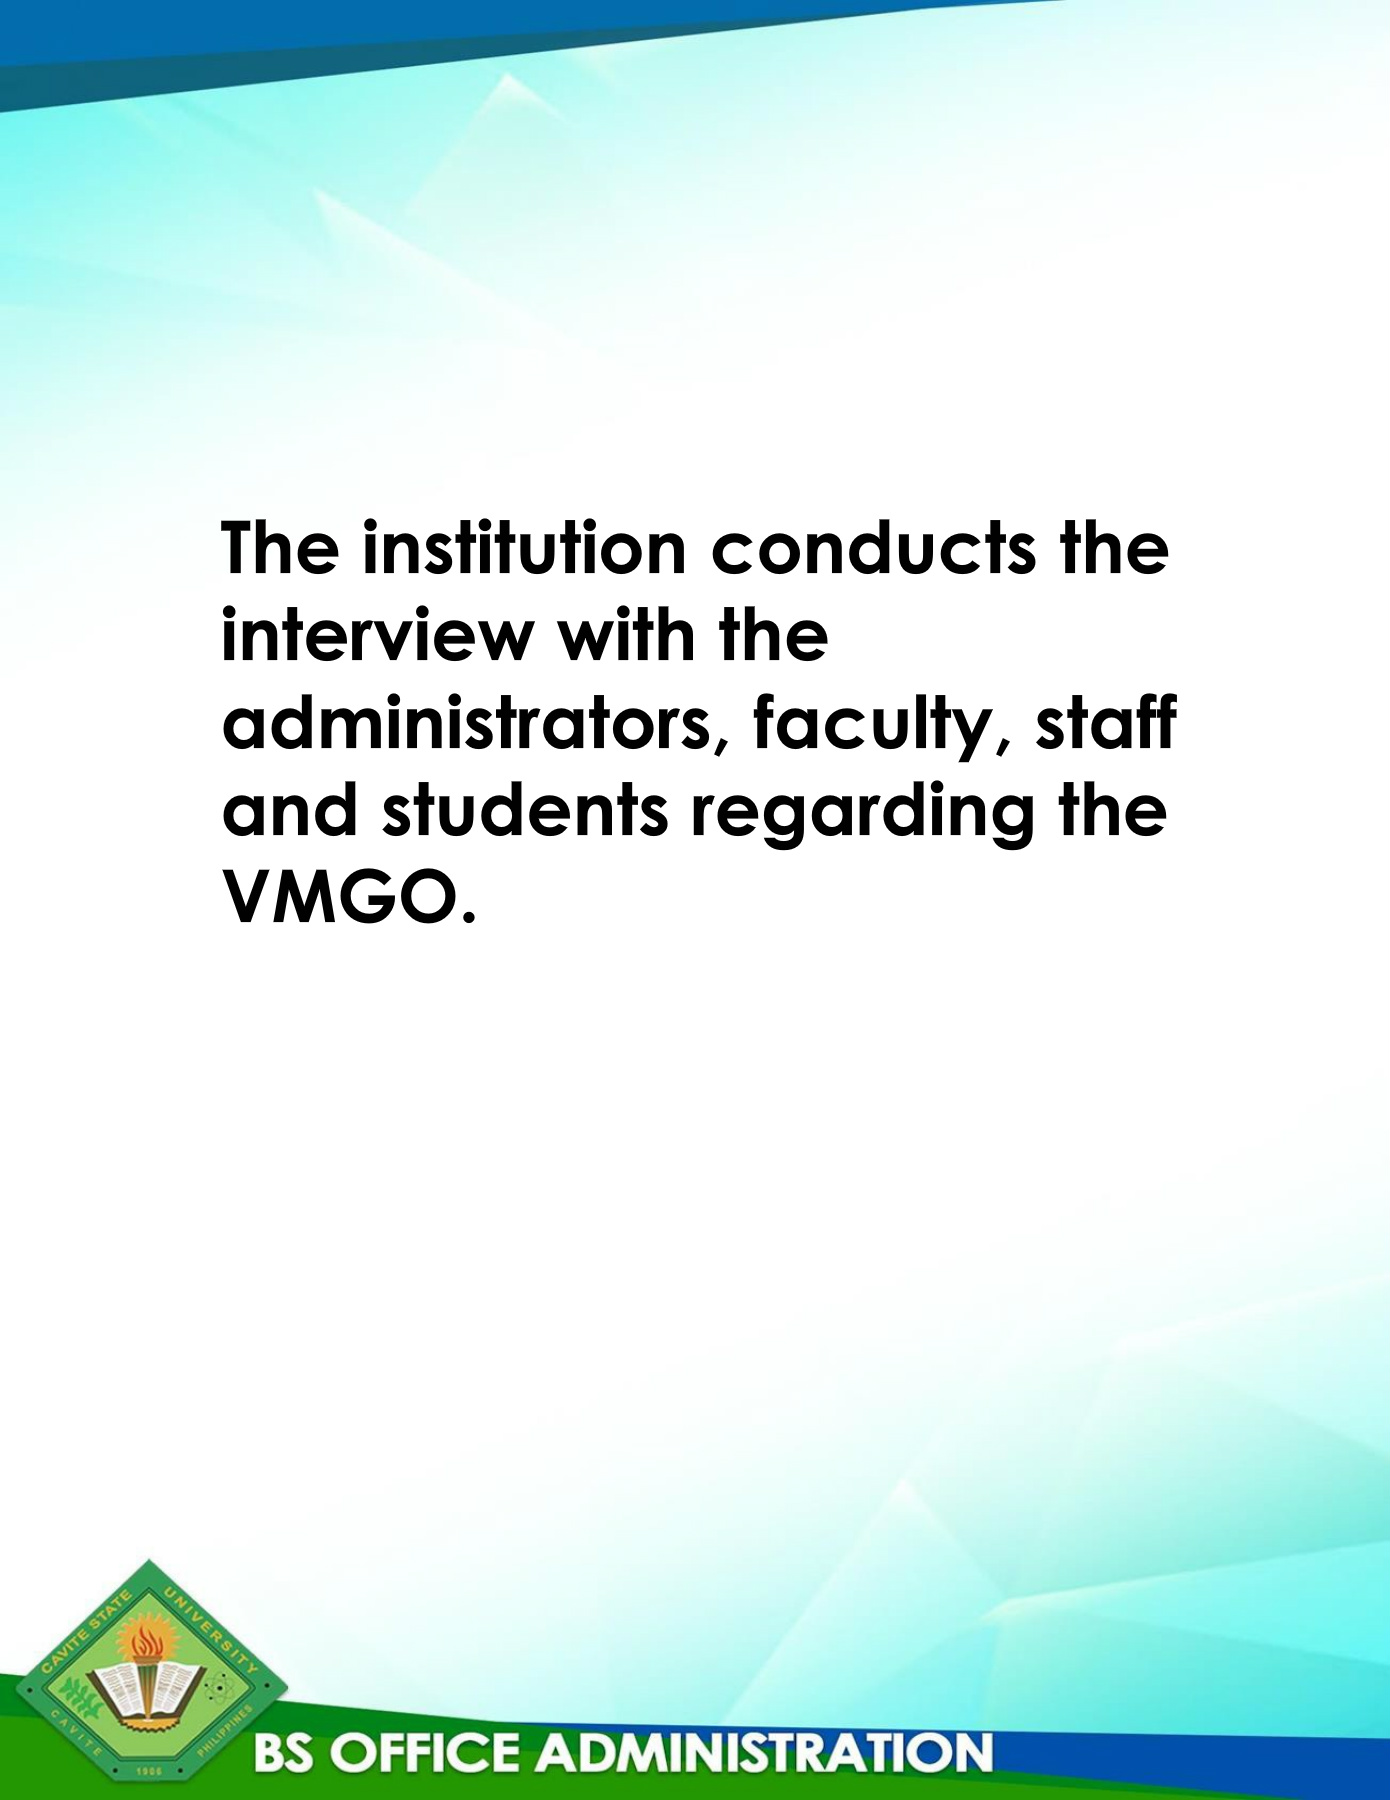 The institution conducts the
interview with the
administrators, faculty, staff
and students regarding the
VMGO.
CAVITE STATE UNIVERSITY
CAVITE
PHILIPPINES
1906
BS OFFICE ADMINISTRATION